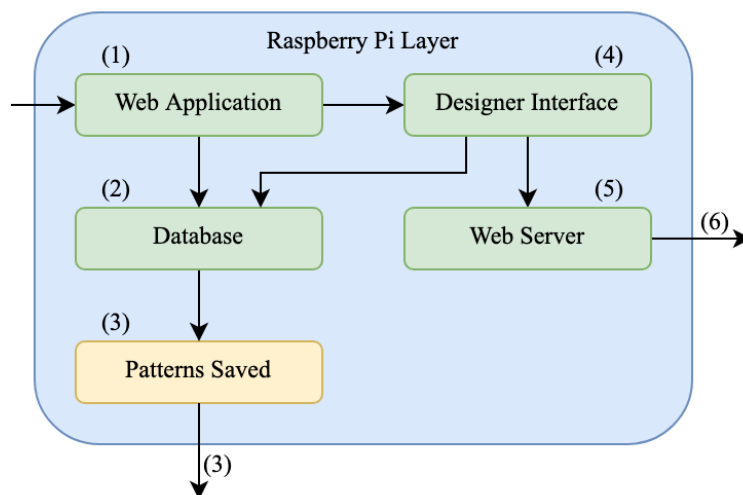 Raspberry Pi Layer
(1)
(4)
Web Application
Designer Interface
(2)
(5)
Database
Web Server
(6)
(3)
Patterns Saved
(3)